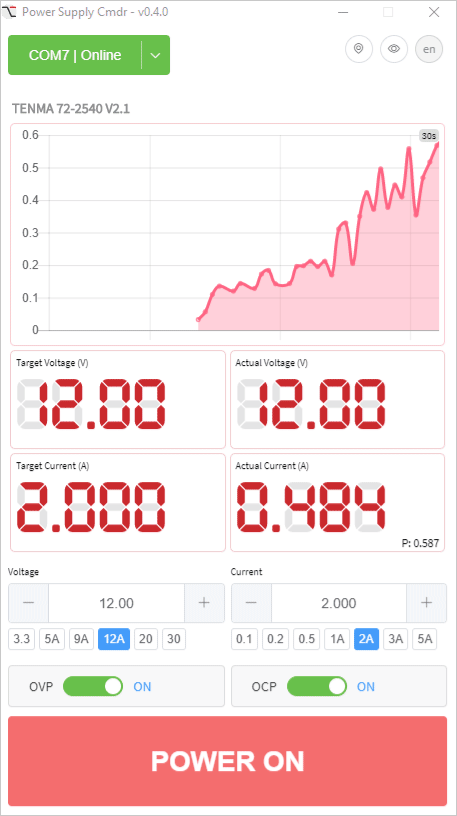 Power Supply Cmdr - v0.4.0
COM7 | Online
en
TENMA 72-2540 V2.1
30s
0.6
0.5
0.4
0.3
0.2
0.1
0
Target Voltage (V)
12.00
Actual Voltage (V)
12.00
Target Current (A)
2.000
Actual Current (A)
0.484
P: 0.587
Voltage
12.00
3.3 5A 9A 12A 20 30
Current
2.000
0.1 0.2 0.5 1A 2A 3A 5A
OVP ON
OCP ON
POWER ON